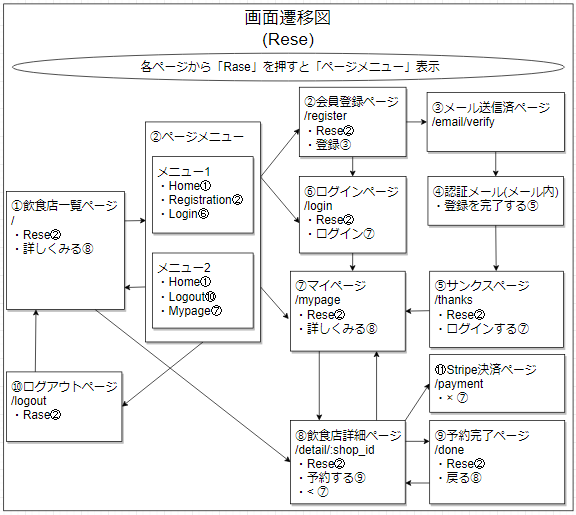 画面遷移図
(Rese)
各ページから「Rase」を押すと「ページメニュー」表示
①飲食店一覧ページ
/
・Rese②
・詳しくみる⑧
②ページメニュー
メニュー1
・Home①
・Registration②
・Login⑥
メニュー2
・Home①
・Logout⑩
・Mypage⑦
②会員登録ページ
/register
・Rese②
・登録③
③メール送信済ページ
/email/verify
④認証メール(メール内)
・登録を完了する⑤
⑥ログインページ
/login
・Rese②
・ログイン⑦
⑦マイページ
/mypage
・Rese②
・詳しくみる⑧
⑤サンクスページ
/thanks
・Rese②
・ログインする⑦
⑩ログアウトページ
/logout
・Rase②
⑪Stripe決済ページ
/payment
・× ⑦
⑧飲食店詳細ページ
/detail/:shop_id
・Rese②
・予約する⑨
・< ⑦
⑨予約完了ページ
/done
・Rese②
・戻る⑧